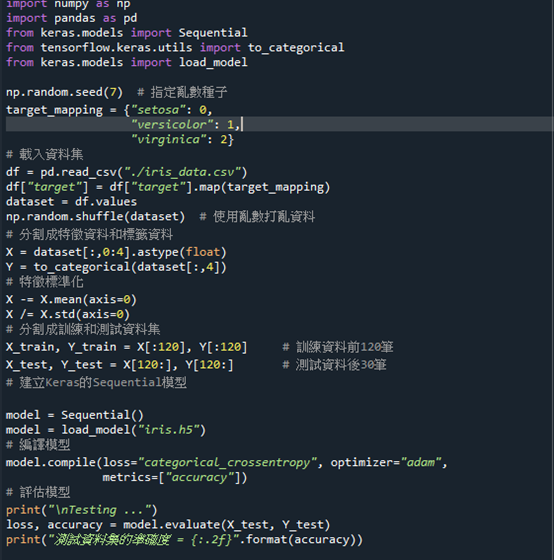 import numpy as np
import pandas as pd
from keras.models import Sequential
from tensorflow.keras.utils import to_categorical
from keras.models import load_model
np.random.seed(7)  # 指定亂數種子
target_mapping = {"setosa": 0,
"versicolor": 1,
"virginica": 2}
# 載入資料集
df = pd.read_csv("./iris_data.csv")
df["target"] = df["target"].map(target_mapping)
dataset = df.values
np.random.shuffle(dataset)  # 使用亂數打亂資料
# 分割成特徵資料和標籤資料
X = dataset[:,0:4].astype(float)
Y = to_categorical(dataset[:,4])
# 特徵標準化
X -= X.mean(axis=0)
X /= X.std(axis=0)
# 分割成訓練和測試資料集
X_train, Y_train = X[:120], Y[:120]     # 訓練資料前120筆
X_test, Y_test = X[120:], Y[120:]       # 測試資料後30筆
# 建立Keras的Sequential模型
model = Sequential()
model = load_model("iris.h5")
# 編譯模型
model.compile(loss="categorical_crossentropy", optimizer="adam",
metrics=["accuracy"])
# 評估模型
print("\nTesting ...")
loss, accuracy = model.evaluate(X_test, Y_test)
print("測試資料集的準確度 = {:.2f}".format(accuracy))